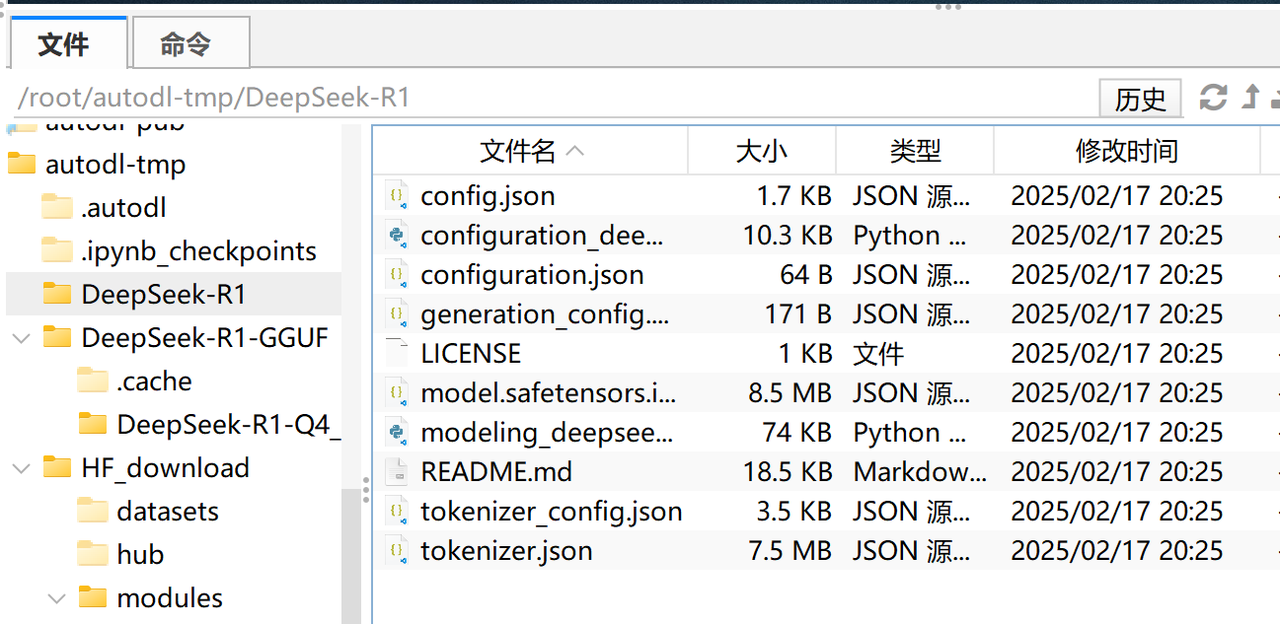 文件 命令
/root/autodl-tmp/DeepSeek-R1 历史
autodl-pub
autodl-tmp
.autodl
.ipynb_checkpoints
DeepSeek-R1
DeepSeek-R1-GGUF
.cache
DeepSeek-R1-Q4_
HF_download
datasets
hub
modules
文件名 大小 类型 修改时间
config.json 1.7 KB JSON 源... 2025/02/17 20:25
configuration_dee... 10.3 KB Python ... 2025/02/17 20:25
configuration.json 64 B JSON 源... 2025/02/17 20:25
generation_config.... 171 B JSON 源... 2025/02/17 20:25
LICENSE 1 KB 文件 2025/02/17 20:25
model.safetensors.i... 8.5 MB JSON 源... 2025/02/17 20:25
modeling_deepsee... 74 KB Python ... 2025/02/17 20:25
README.md 18.5 KB Markdow... 2025/02/17 20:25
tokenizer_config.json 3.5 KB JSON 源... 2025/02/17 20:25
tokenizer.json 7.5 MB JSON 源... 2025/02/17 20:25